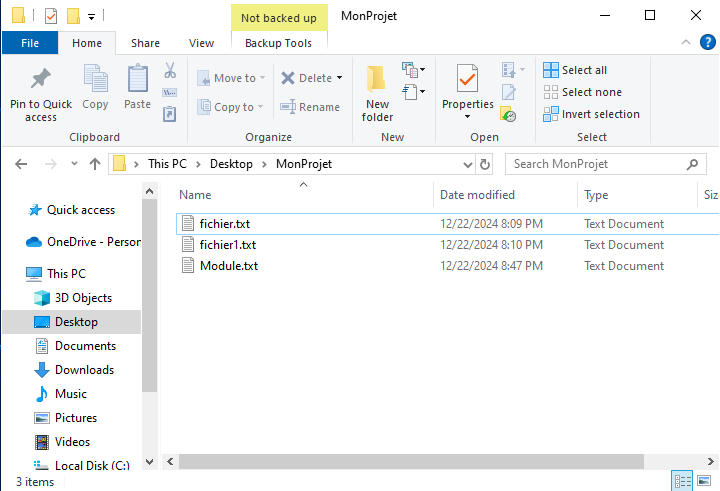 Not backed up MonProjet
File Home Share View Backup Tools
Pin to Quick access
Copy
Paste
Clipboard
Move to
Copy to
Delete
Rename
Organize
New folder
New
Properties
Open
Select all
Select none
Invert selection
Select
This PC Desktop MonProjet
Search MonProjet
Quick access
OneDrive - Person
This PC
3D Objects
Desktop
Documents
Downloads
Music
Pictures
Videos
Local Disk (C:)
Name Date modified Type Siz
fichier.txt 12/22/2024 8:09 PM Text Document
fichier1.txt 12/22/2024 8:10 PM Text Document
Module.txt 12/22/2024 8:47 PM Text Document
3 items